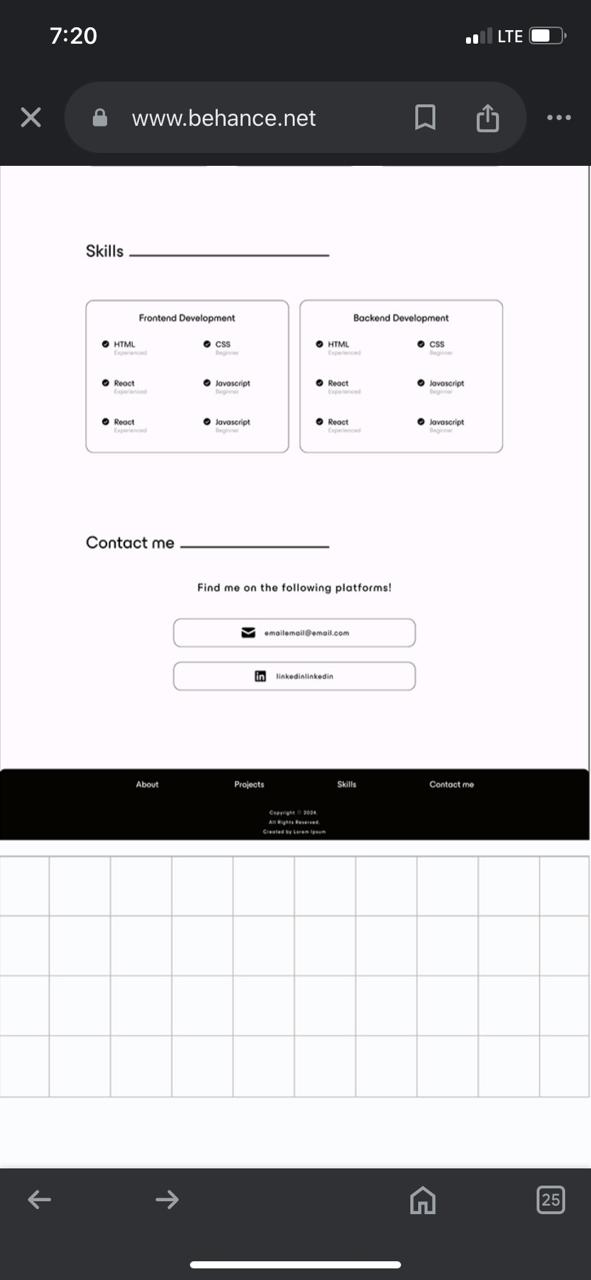 7:20
LTE
www.behance.net
Skills
Frontend Development
HTML
Experienced
CSS
Beginner
React
Experienced
Javascript
Beginner
React
Experienced
Javascript
Beginner
Backend Development
HTML
Experienced
CSS
Beginner
React
Experienced
Javascript
Beginner
React
Experienced
Javascript
Beginner
Contact me
Find me on the following platforms!
emailemail@email.com
in linkedinlinkedin
About Projects Skills Contact me
Copyright © 2024.
All Rights Reserved.
Created by Lorem Ipsum
25